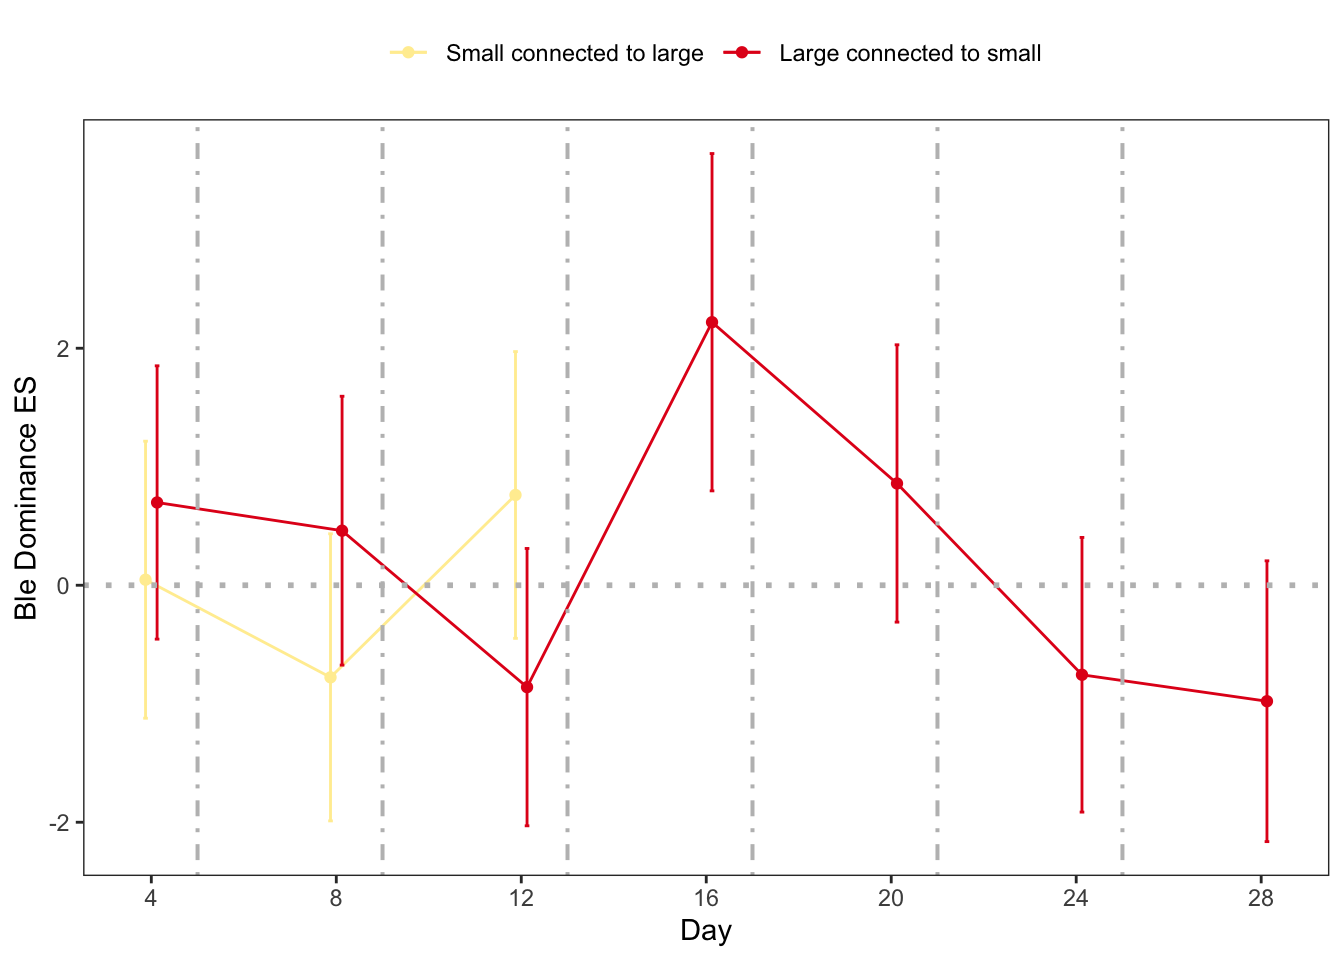 Small connected to large Large connected to small
Ble Dominance ES
2
0
-2
4 8 12 16 20 24 28
Day